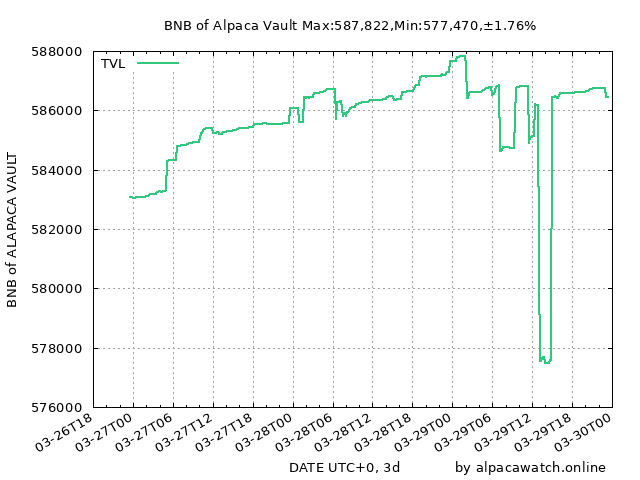 BNB of Alpaca Vault Max:587,822,Min:577,470,±1.76%
TVL
588000
586000
584000
582000
580000
578000
576000
BNB of ALAPACA VAULT
03-26T18
03-27T00
03-27T06
03-27T12
03-27T18
03-28T00
03-28T06
03-28T12
03-28T18
03-29T00
03-29T06
03-29T12
03-29T18
03-30T00
DATE UTC+0, 3d
by alpacawatch.online